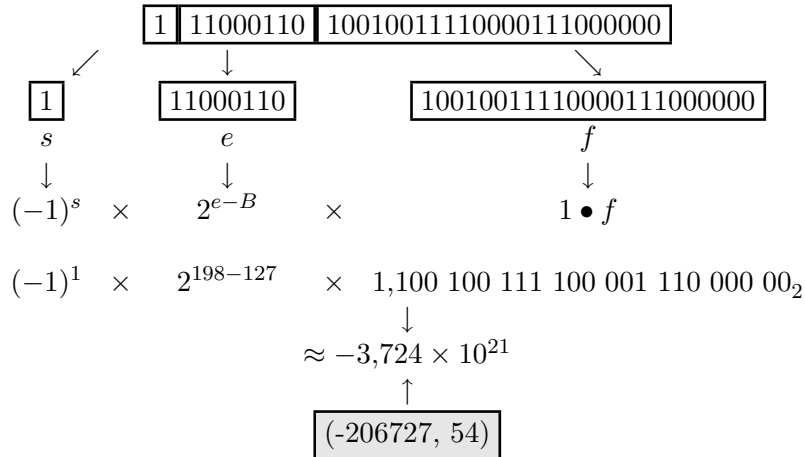 1 11000110 10010011110000111000000
↙ ↓ ↘
1 11000110 10010011110000111000000
s e f
↓ ↓ ↓
(−1)^s × 2^{e−B} × 1 • f
(−1)^1 × 2^{198−127} × 1,100 100 111 100 001 110 000 00₂
↓
≈ −3,724 × 10^{21}
↑
(-206727, 54)